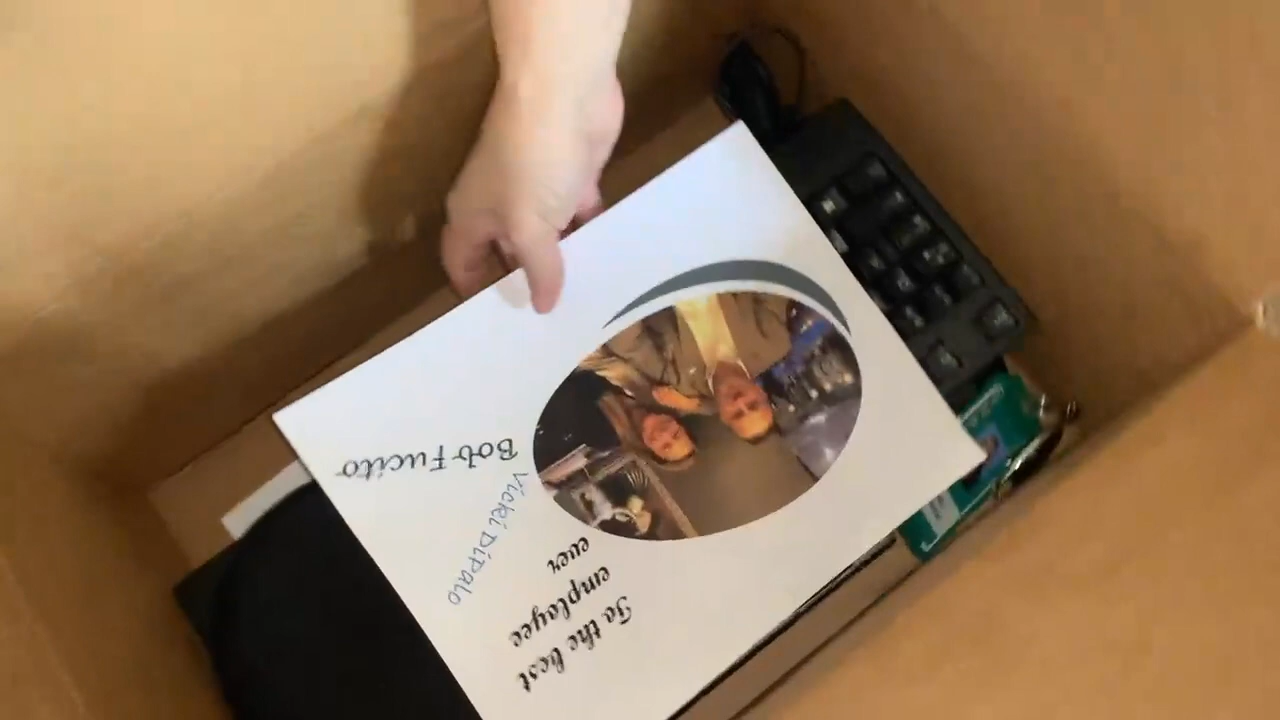 To the best
employee
ever
Vicki DiPalo
Bob Fucito